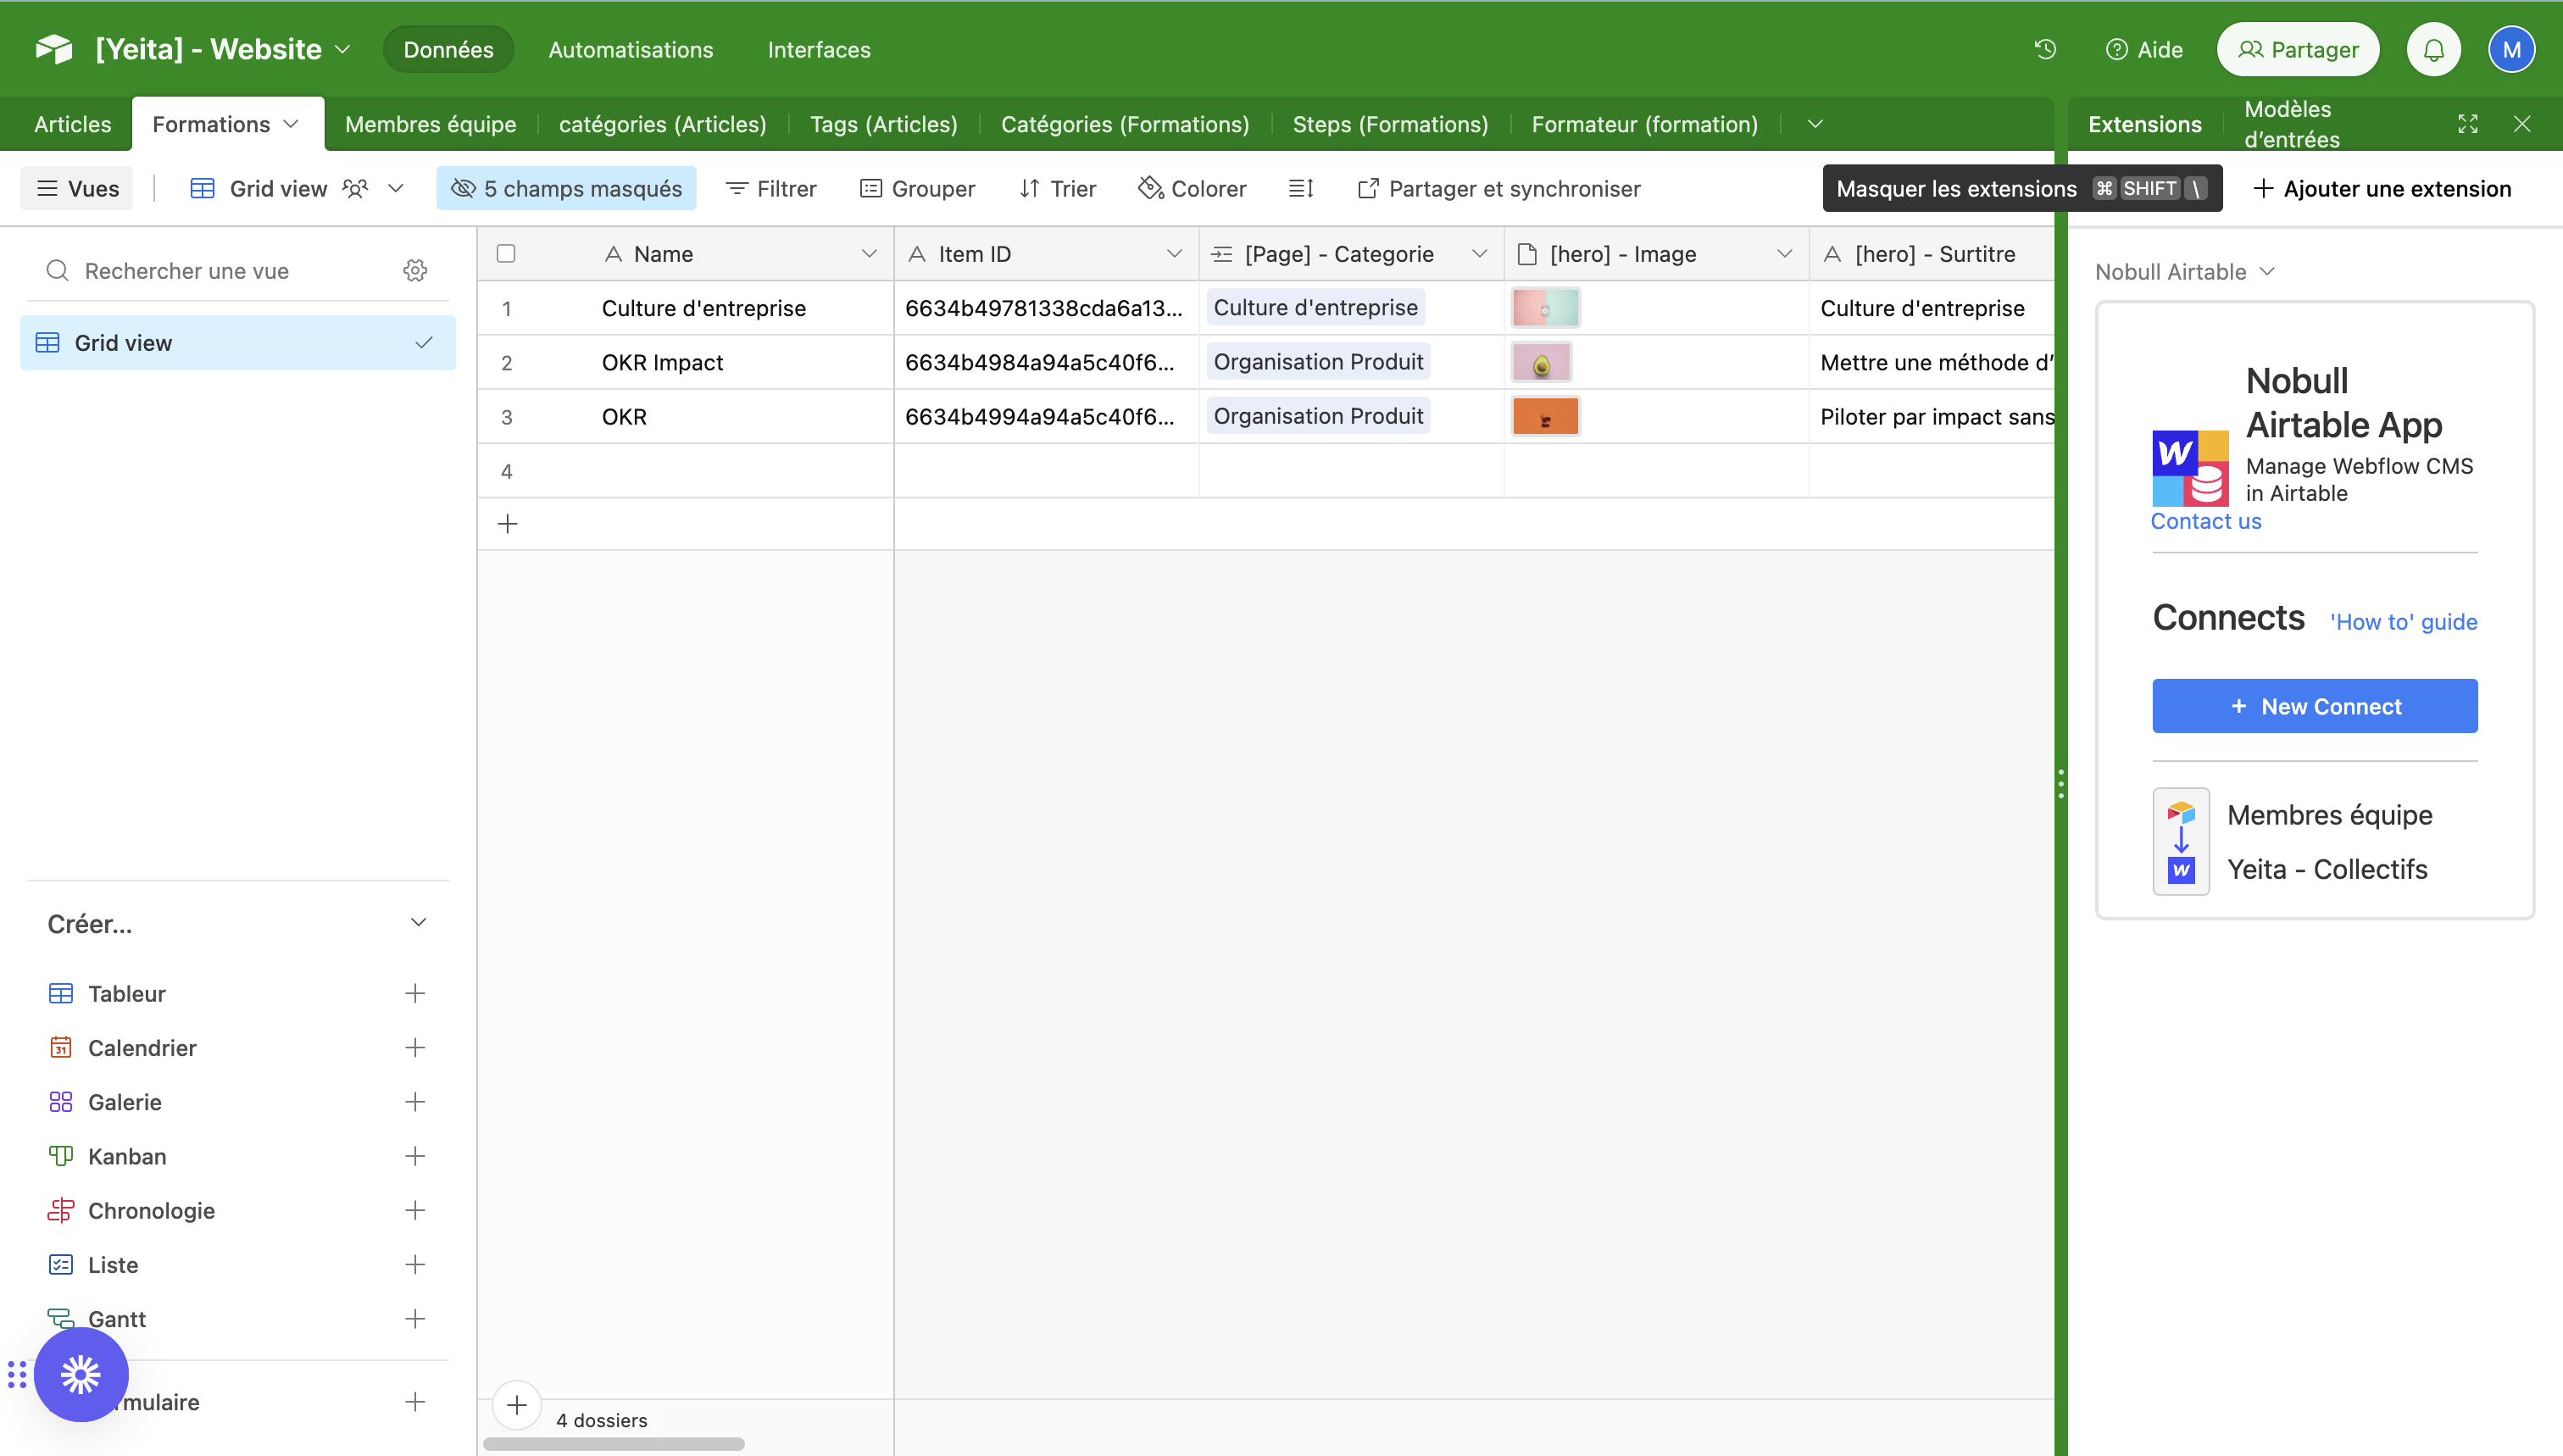 [Yeita] - Website
Données
Automatisations
Interfaces
Aide
Partager
M
Articles
Formations
Membres équipe
catégories (Articles)
Tags (Articles)
Catégories (Formations)
Steps (Formations)
Formateur (formation)
Extensions
Modèles
d’entrées
Vues
Grid view
5 champs masqués
Filtrer
Grouper
Trier
Colorer
Partager et synchroniser
Masquer les extensions ⌘ SHIFT \
Ajouter une extension
Rechercher une vue
Grid view
Name
Item ID
[Page] - Categorie
[hero] - Image
[hero] - Surtitre
1 Culture d'entreprise 6634b49781338cda6a13... Culture d'entreprise Culture d'entreprise
2 OKR Impact 6634b4984a94a5c40f6... Organisation Produit Mettre une méthode d’
3 OKR 6634b4994a94a5c40f6... Organisation Produit Piloter par impact sans
4
4 dossiers
Créer...
Tableur
Calendrier
Galerie
Kanban
Chronologie
Liste
Gantt
rmulaire
Nobull Airtable
Nobull
Airtable App
Manage Webflow CMS
in Airtable
Contact us
Connects
'How to' guide
+ New Connect
Membres équipe
Yeita - Collectifs